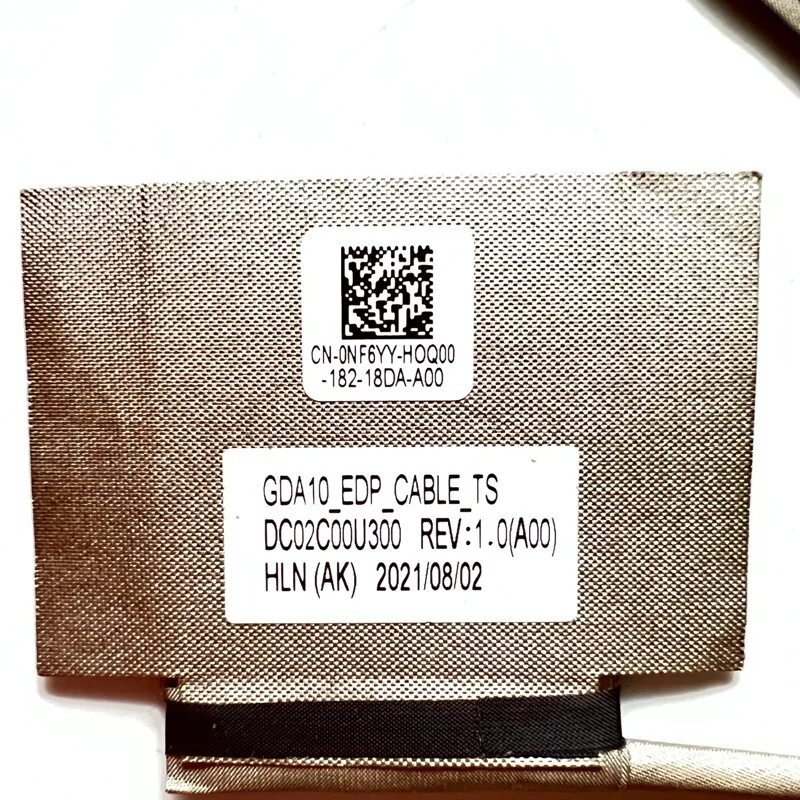 CN-0NF6YY-HOQ00
-182-18DA-A00
GDA10_EDP_CABLE_TS
DC02C00U300 REV:1.0(A00)
HLN (AK) 2021/08/02